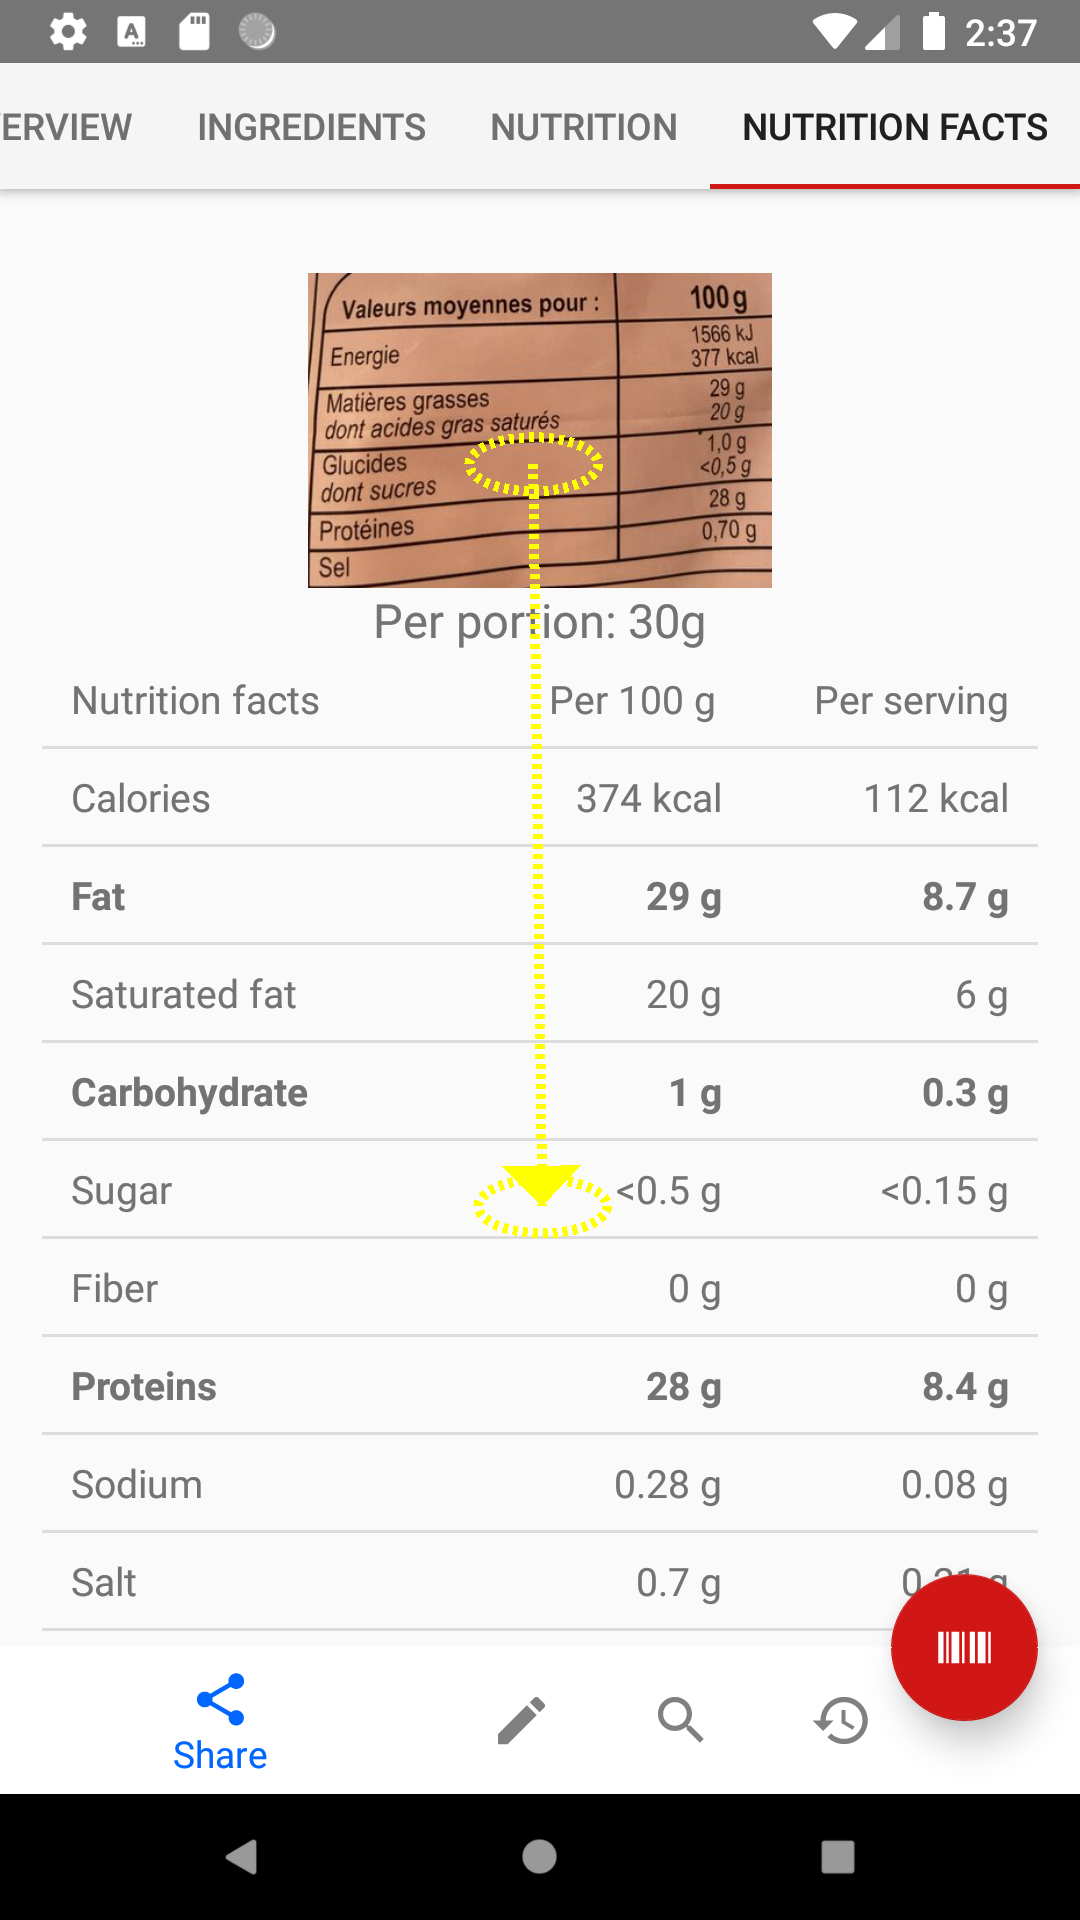 2:37
ERVIEW INGREDIENTS NUTRITION NUTRITION FACTS
Valeurs moyennes pour : 100 g
Energie 1566 kJ
377 kcal
Matières grasses 29 g
dont acides gras saturés 20 g
Glucides 1,0 g
dont sucres <0,5 g
Protéines 28 g
Sel 0,70 g
Per portion: 30g
Nutrition facts Per 100 g Per serving
Calories 374 kcal 112 kcal
Fat 29 g 8.7 g
Saturated fat 20 g 6 g
Carbohydrate 1 g 0.3 g
Sugar <0.5 g <0.15 g
Fiber 0 g 0 g
Proteins 28 g 8.4 g
Sodium 0.28 g 0.08 g
Salt 0.7 g
Share